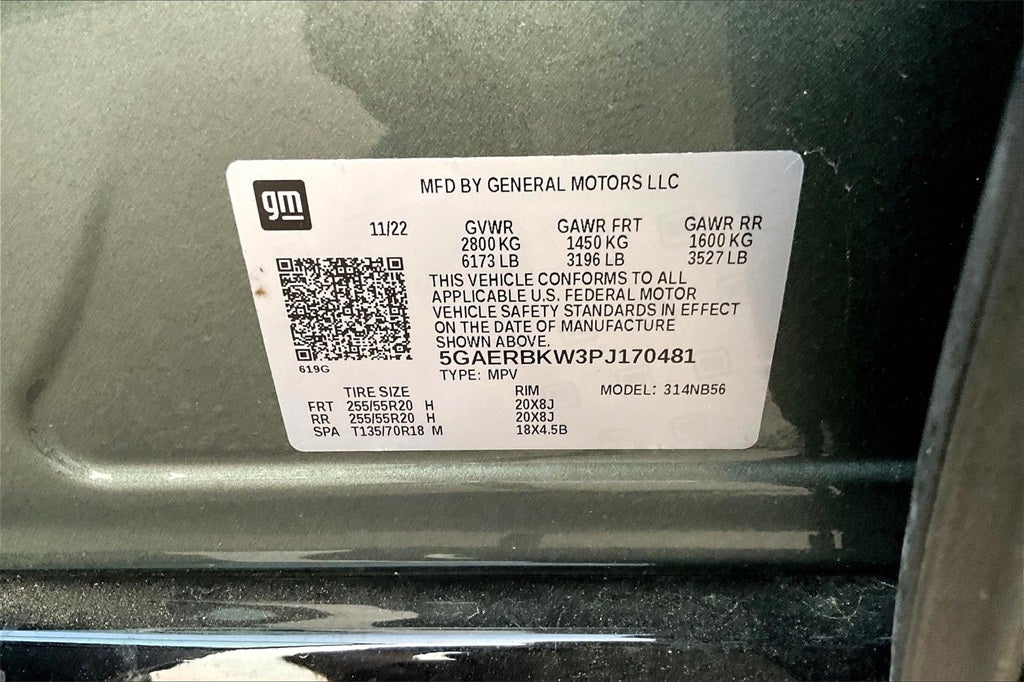 gm
MFD BY GENERAL MOTORS LLC
11/22 GVWR GAWR FRT GAWR RR
2800 KG 1450 KG 1600 KG
6173 LB 3196 LB 3527 LB
THIS VEHICLE CONFORMS TO ALL
APPLICABLE U.S. FEDERAL MOTOR
VEHICLE SAFETY STANDARDS IN EFFECT
ON THE DATE OF MANUFACTURE
SHOWN ABOVE.
5GAERBKW3PJ170481
619G
TYPE: MPV
TIRE SIZE RIM MODEL: 314NB56
FRT 255/55R20 H 20X8J
RR 255/55R20 H 20X8J
SPA T135/70R18 M 18X4.5B